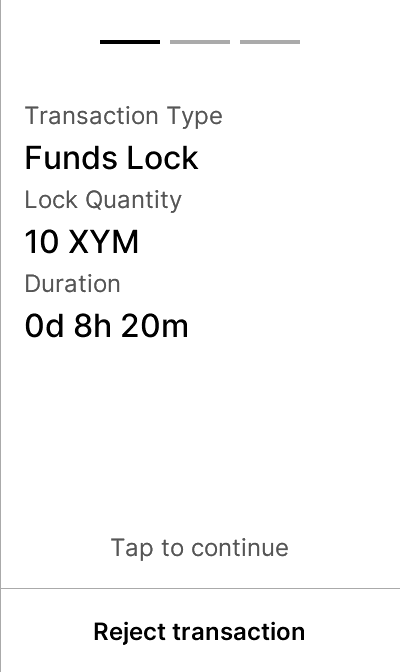 Transaction Type
Funds Lock
Lock Quantity
10 XYM
Duration
0d 8h 20m
Tap to continue
Reject transaction